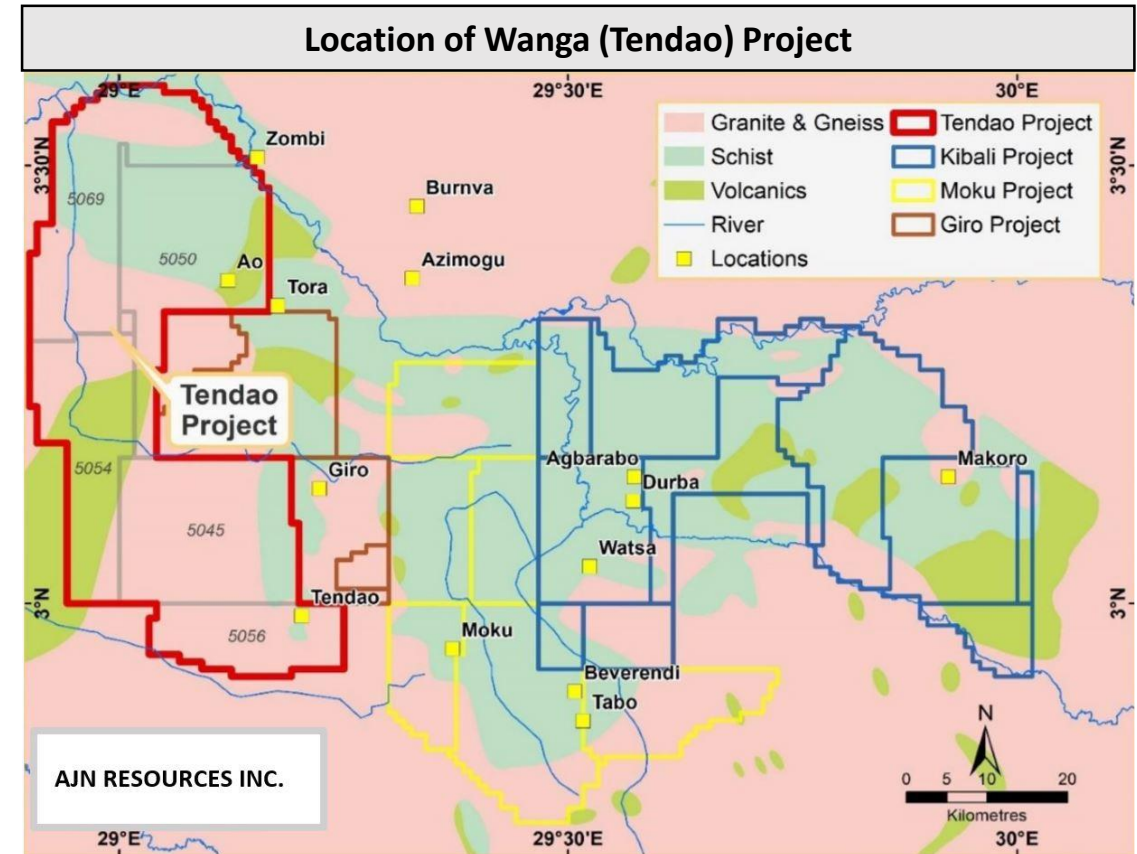 Location of Wanga (Tendao) Project
29°E
29°30'E
30°E
3°30'N
3°30'N
Granite & Gneiss
Schist
Volcanics
River
Locations
Tendao Project
Kibali Project
Moku Project
Giro Project
Zombi
5069
Burnva
5050
Ao
Azimogu
Tora
Tendao
Project
Agbarabo
Makoro
5054
Giro
Durba
5045
Watsa
3°N
3°N
Tendao
5056
Moku
Beverendi
Tabo
N
0 5 10 20
Kilometres
AJN RESOURCES INC.
29°E
29°30'E
30°E